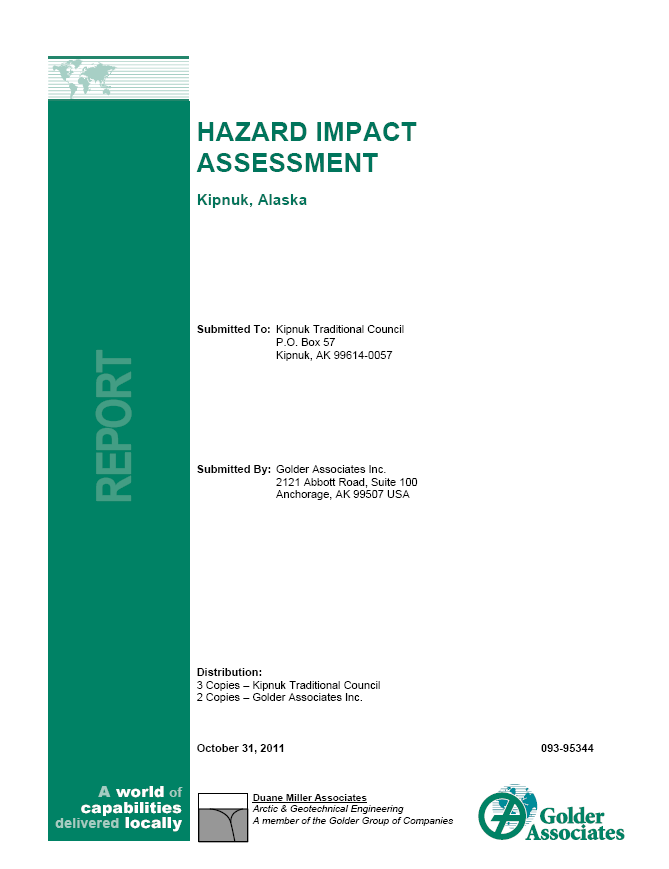 HAZARD IMPACT
ASSESSMENT
Kipnuk, Alaska
Submitted To: Kipnuk Traditional Council
P.O. Box 57
Kipnuk, AK 99614-0057
REPORT
Submitted By: Golder Associates Inc.
2121 Abbott Road, Suite 100
Anchorage, AK 99507 USA
Distribution:
3 Copies – Kipnuk Traditional Council
2 Copies – Golder Associates Inc.
October 31, 2011 093-95344
A world of
capabilities
delivered locally
Duane Miller Associates
Arctic & Geotechnical Engineering
A member of the Golder Group of Companies
Golder
Associates